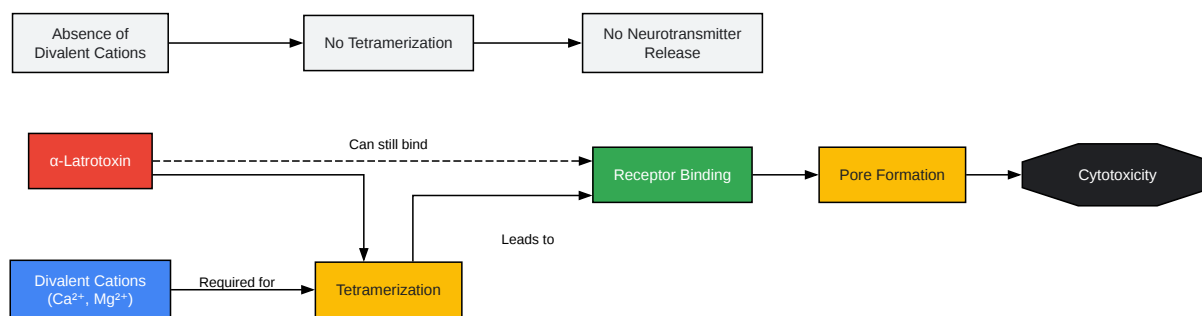 Absence of
Divalent Cations
No Tetramerization
No Neurotransmitter
Release
α-Latrotoxin
Can still bind
Receptor Binding
Pore Formation
Cytotoxicity
Leads to
Divalent Cations
(Ca²⁺, Mg²⁺)
Required for
Tetramerization